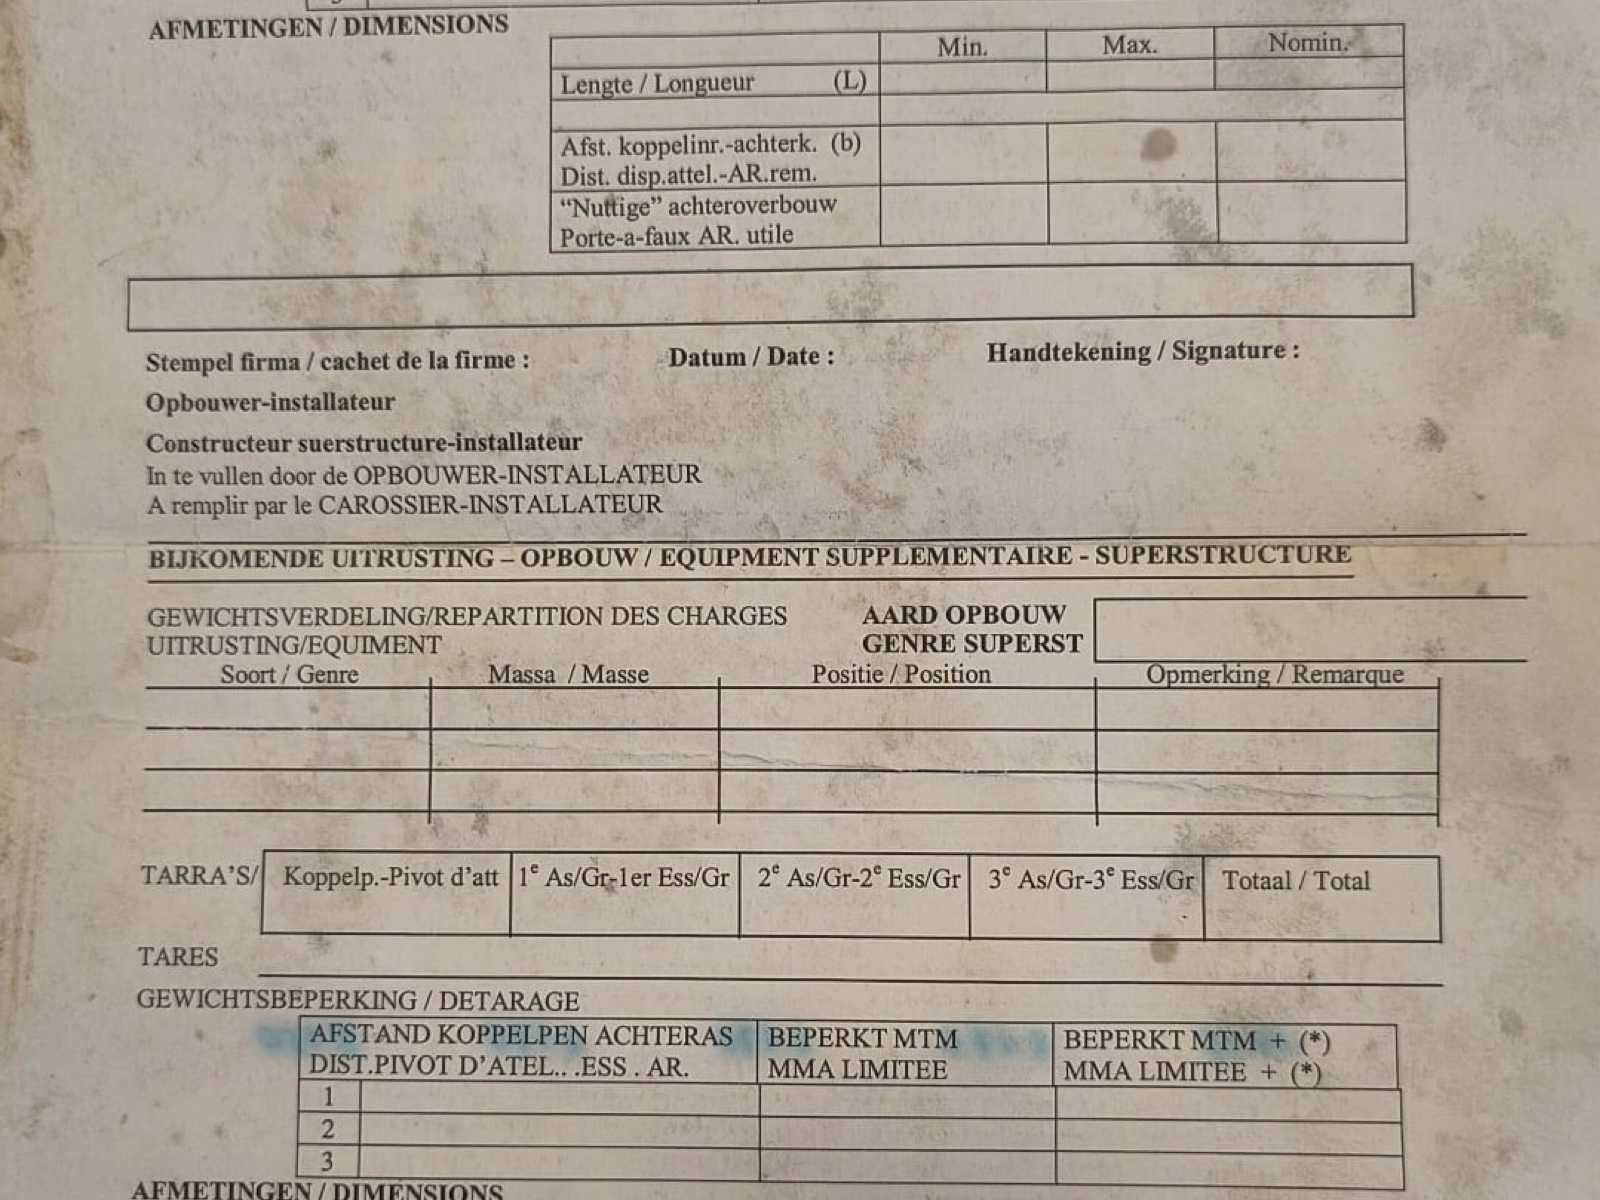 AFMETINGEN / DIMENSIONS
Min. Max. Nomin.
Lengte / Longueur (L)
Afst. koppelinr.-achterk. (b)
Dist. disp.attel.-AR.rem.
“Nuttige” achteroverbouw
Porte-a-faux AR. utile
Stempel firma / cachet de la firme : Datum / Date : Handtekening / Signature :
Opbouwer-installateur
Constructeur suerstructure-installateur
In te vullen door de OPBOUWER-INSTALLATEUR
A remplir par le CAROSSIER-INSTALLATEUR
BIJKOMENDE UITRUSTING – OPBOUW / EQUIPMENT SUPPLEMENTAIRE - SUPERSTRUCTURE
GEWICHTSVERDELING/REPARTITION DES CHARGES AARD OPBOUW
UITRUSTING/EQUIMENT GENRE SUPERST
Soort / Genre Massa / Masse Positie / Position Opmerking / Remarque
TARRA'S/ Koppelp.-Pivot d'att 1e As/Gr-1er Ess/Gr 2e As/Gr-2e Ess/Gr 3e As/Gr-3e Ess/Gr Totaal / Total
TARES
GEWICHTSBEPERKING / DETARAGE
AFSTAND KOPPELPEN ACHTERAS BEPERKT MTM BEPERKT MTM + (*)
DIST.PIVOT D'ATEL.. .ESS . AR. MMA LIMITEE MMA LIMITEE + (*)
1
2
3
AFMETINGEN / DIMENSIONS